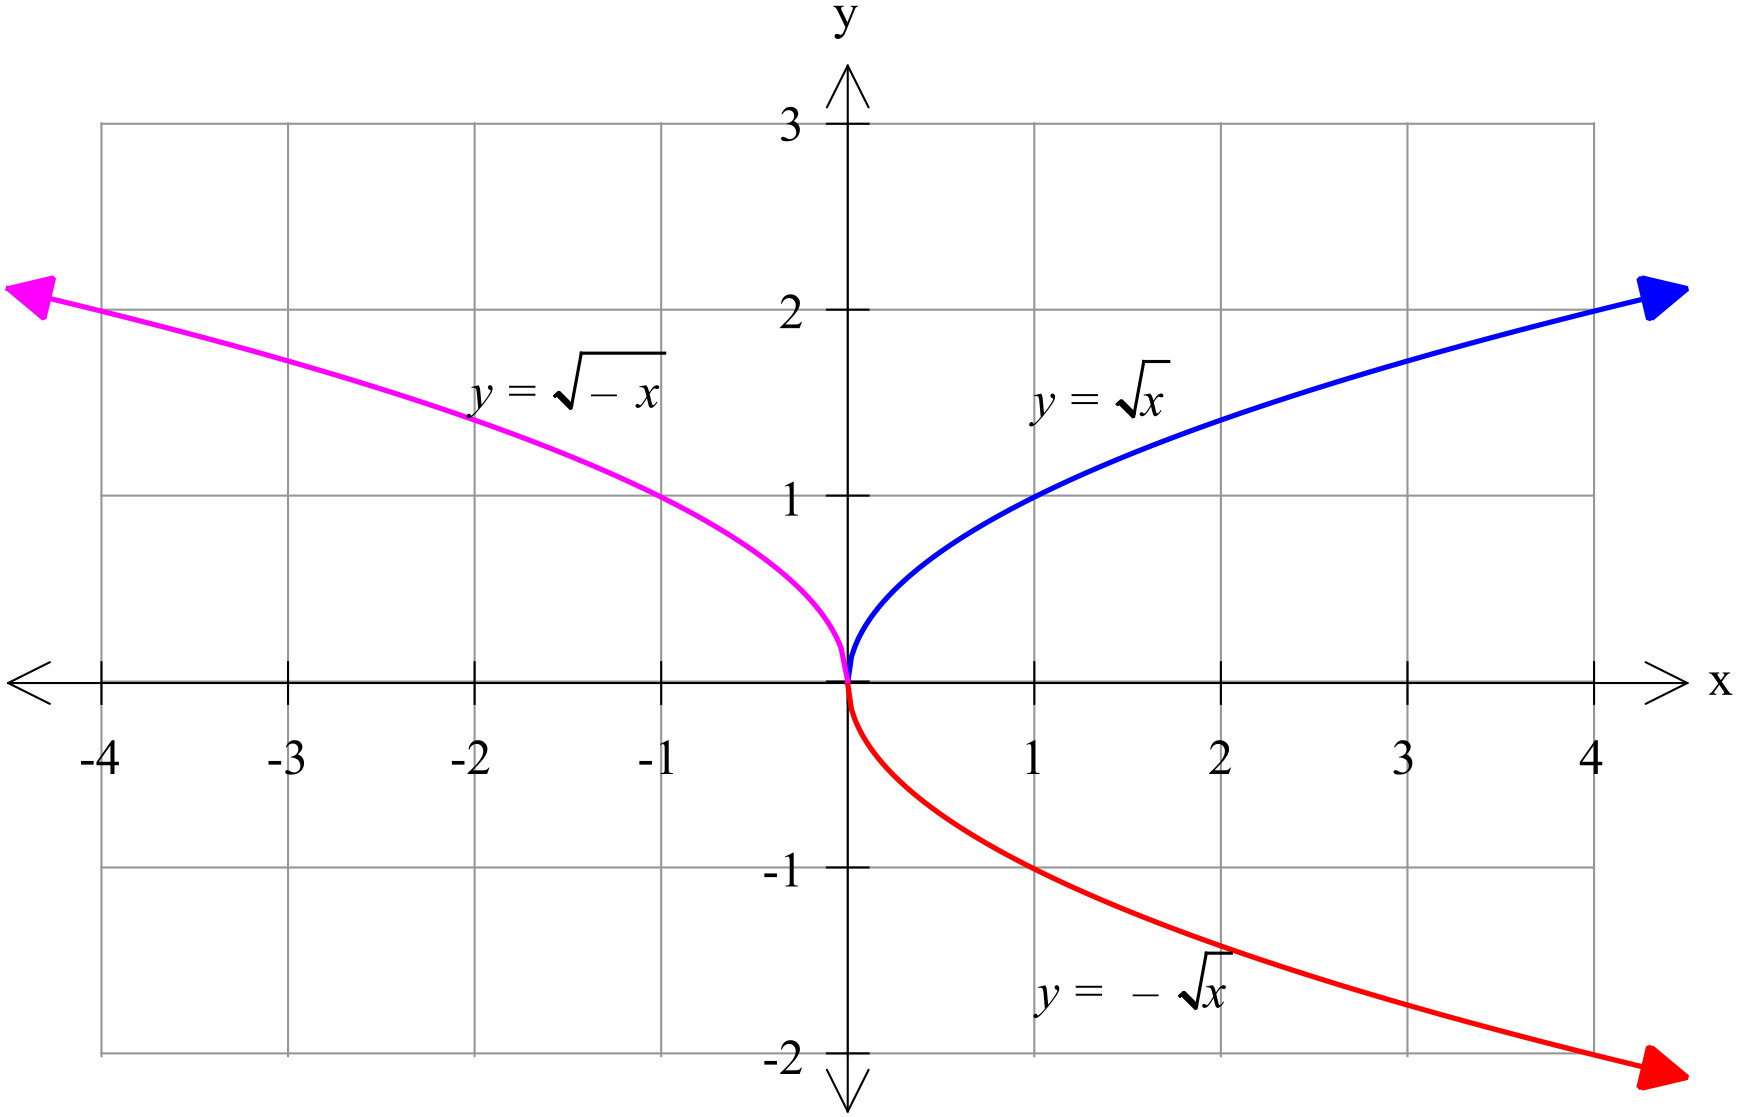 y
3
2
y = √− x
y = √x
1
x
-4 -3 -2 -1 1 2 3 4
-1
y = − √x
-2